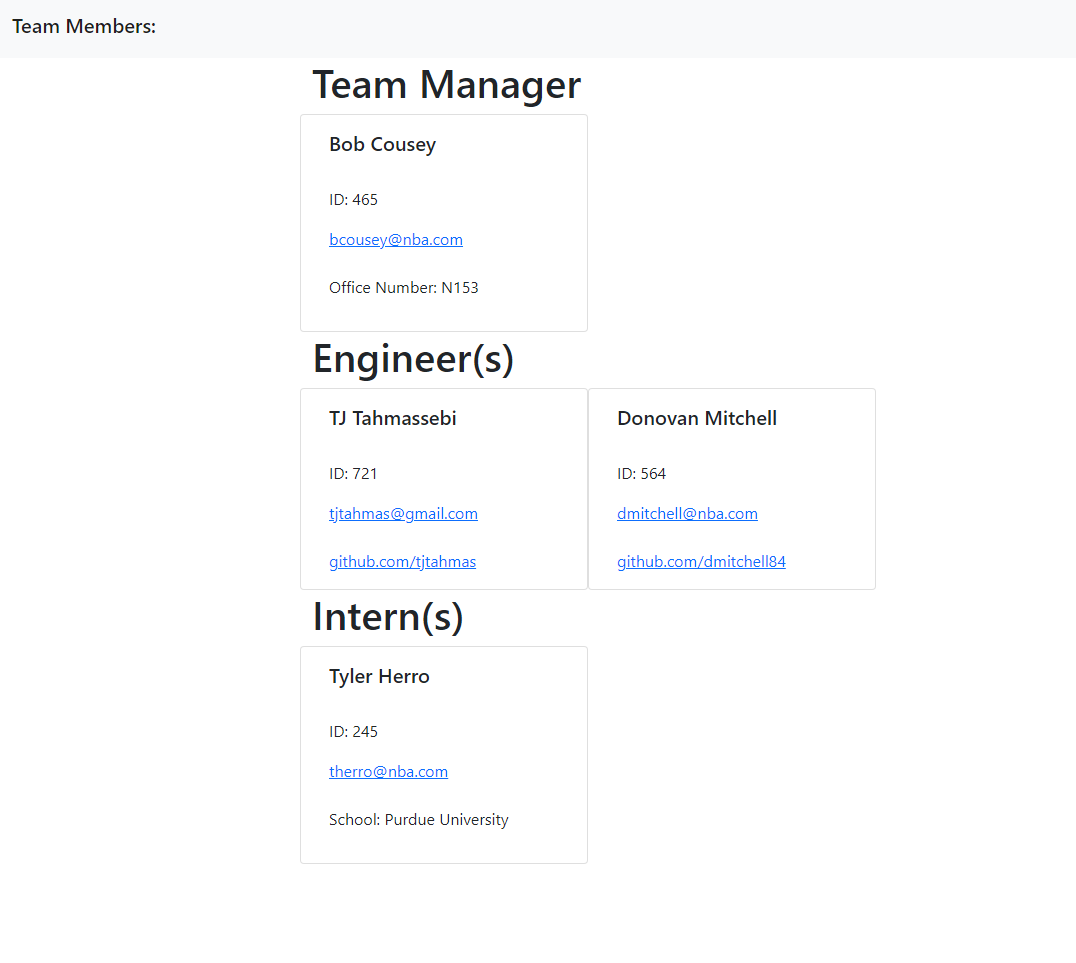 Team Members:
Team Manager
Bob Cousey
ID: 465
bcousey@nba.com
Office Number: N153
Engineer(s)
TJ Tahmassebi
ID: 721
tjtahmas@gmail.com
github.com/tjtahmas
Donovan Mitchell
ID: 564
dmitchell@nba.com
github.com/dmitchell84
Intern(s)
Tyler Herro
ID: 245
therro@nba.com
School: Purdue University